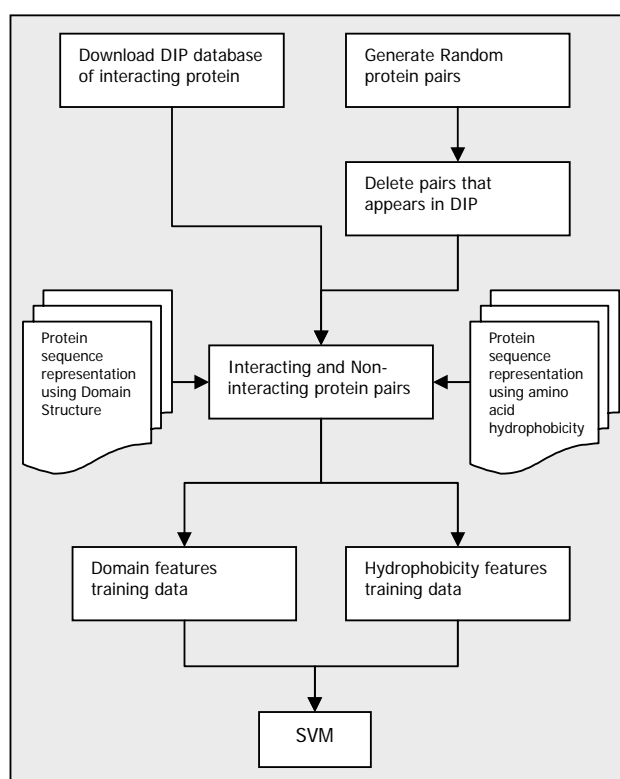 Download DIP database
of interacting protein
Generate Random
protein pairs
Delete pairs that
appears in DIP
Protein
sequence
representation
using Domain
Structure
Interacting and Non-
interacting protein
pairs
Protein
sequence
representation
using amino
acid
hydrophobicity
Domain features
training data
Hydrophobicity features
training data
SVM